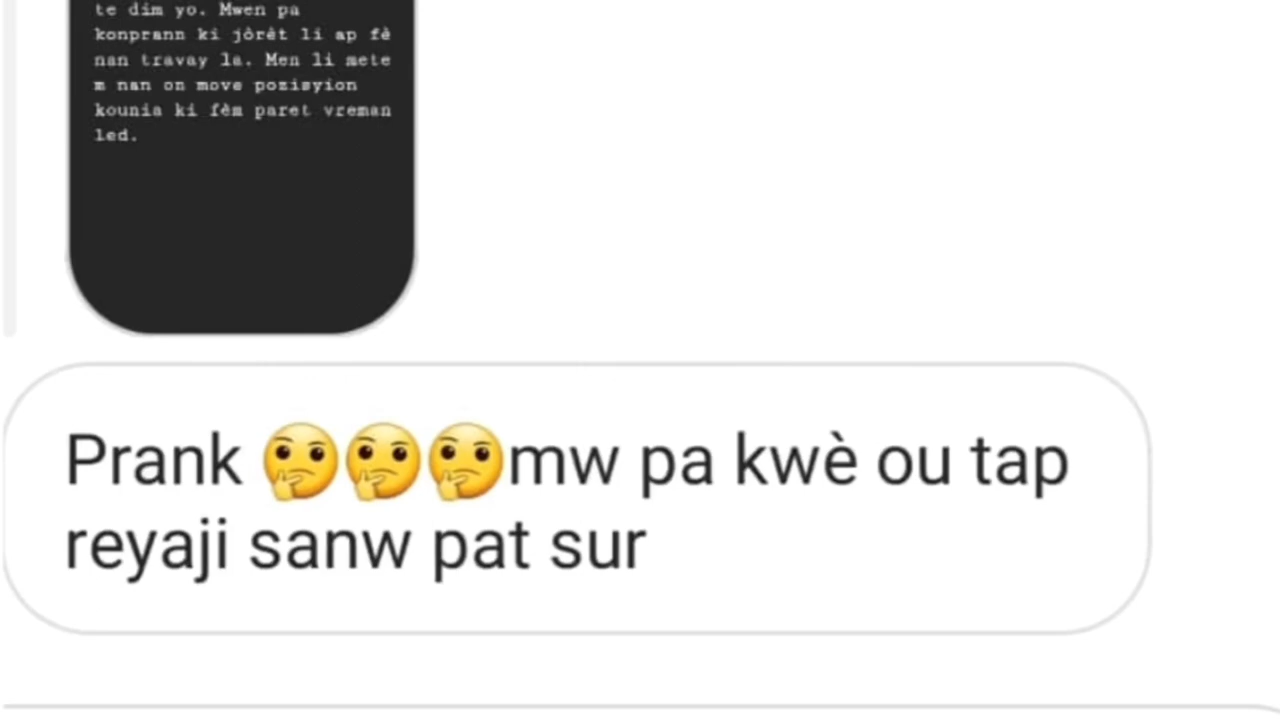 te dim yo. Mwen pa
konprann ki jòrèt li ap fè
nan travay la. Men li mete
m nan on move pozisyion
kounia ki fèm paret vreman
led.
Prank 🤔🤔🤔mw pa kwè ou tap
reyaji sanw pat sur